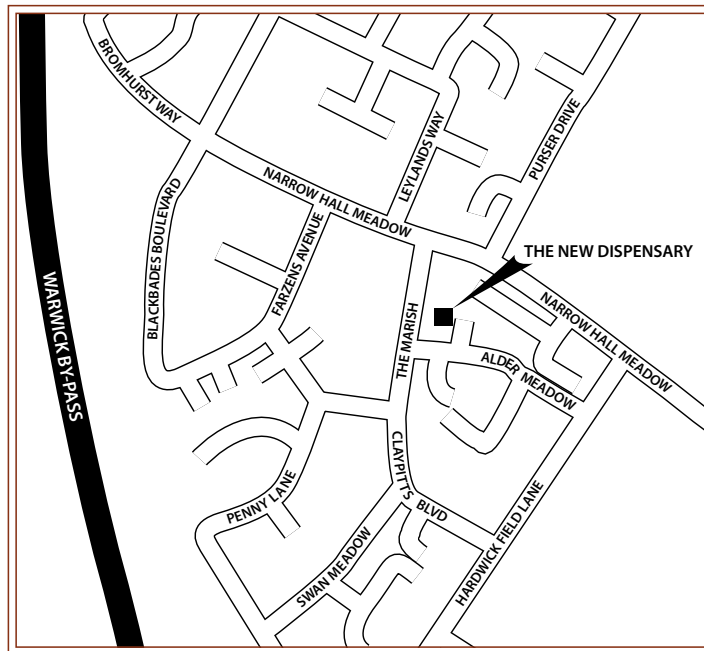 BROMHURST WAY
NARROW HALL MEADOW
LEYLANDS WAY
PURSER DRIVE
BLACKBADES BOULEVARD
FARZENS AVENUE
THE NEW DISPENSARY
WARWICK BY-PASS
THE MARISH
NARROW HALL MEADOW
ALDER MEADOW
PENNY LANE
CLAYPITTS BLVD
SWAN MEADOW
HARDWICK FIELD LANE